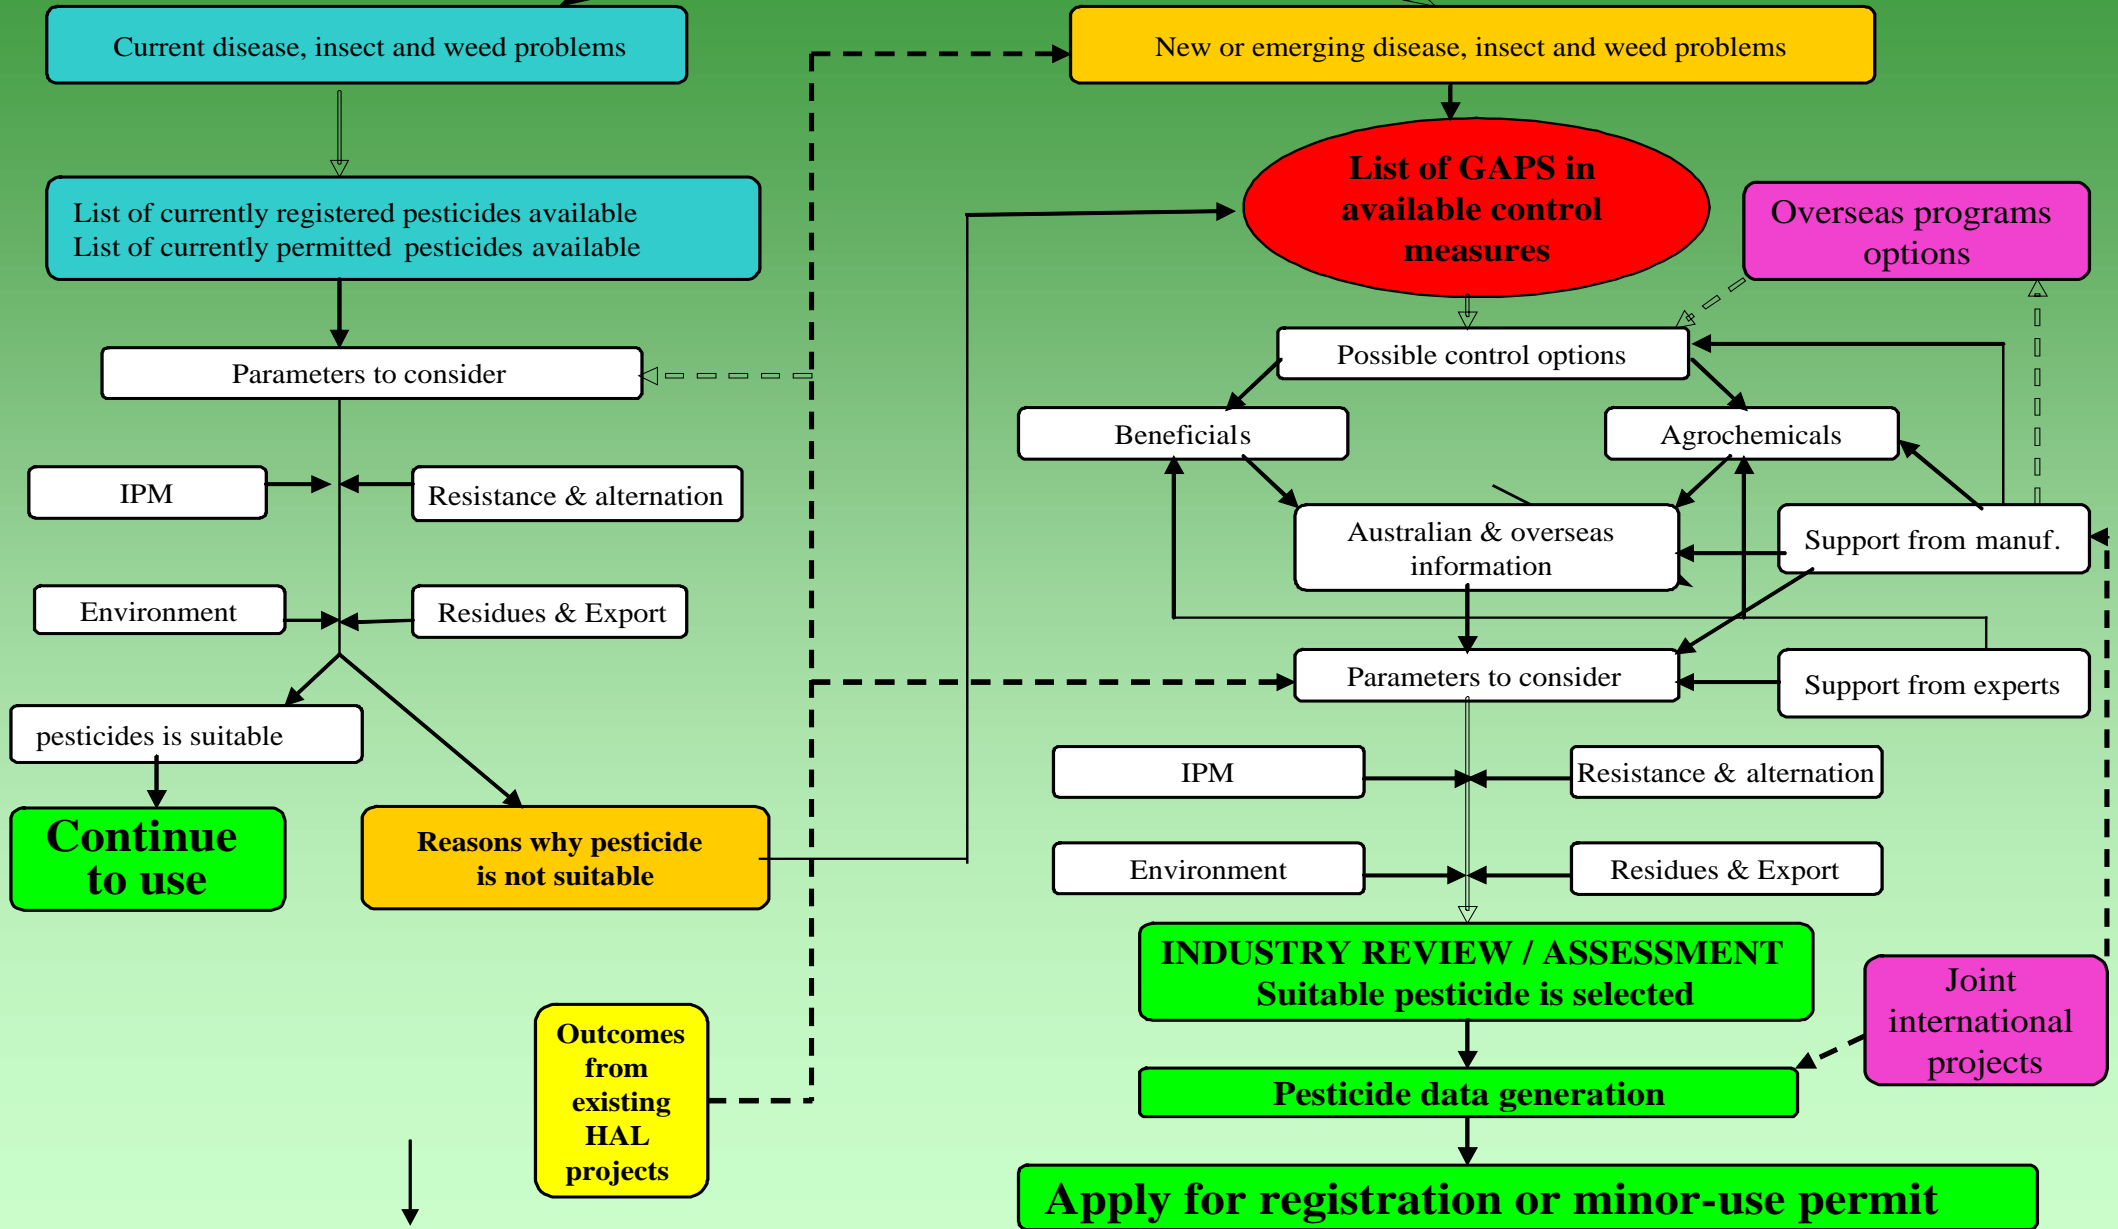 Current disease, insect and weed problems
New or emerging disease, insect and weed problems
List of currently registered pesticides available
List of currently permitted pesticides available
List of GAPS in
available control
measures
Overseas programs
options
Parameters to consider
Possible control options
Beneficials
Agrochemicals
IPM
Resistance & alternation
Australian & overseas
information
Support from manuf.
Environment
Residues & Export
Parameters to consider
Support from experts
pesticides is suitable
IPM
Resistance & alternation
Continue
to use
Reasons why pesticide
is not suitable
Environment
Residues & Export
INDUSTRY REVIEW / ASSESSMENT
Suitable pesticide is selected
Joint
international
projects
Outcomes
from
existing
HAL
projects
Pesticide data generation
Apply for registration or minor-use permit